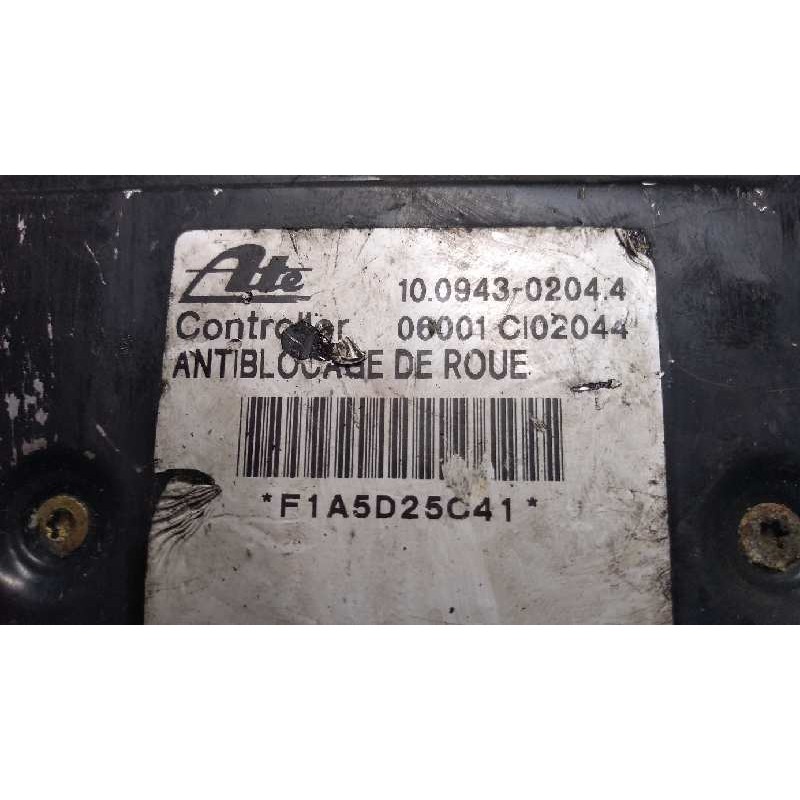 Ate
10.0943-0204.4
Controller 06001 CI02044
ANTIBLOCAGE DE ROUE
*F1A5D25C41*